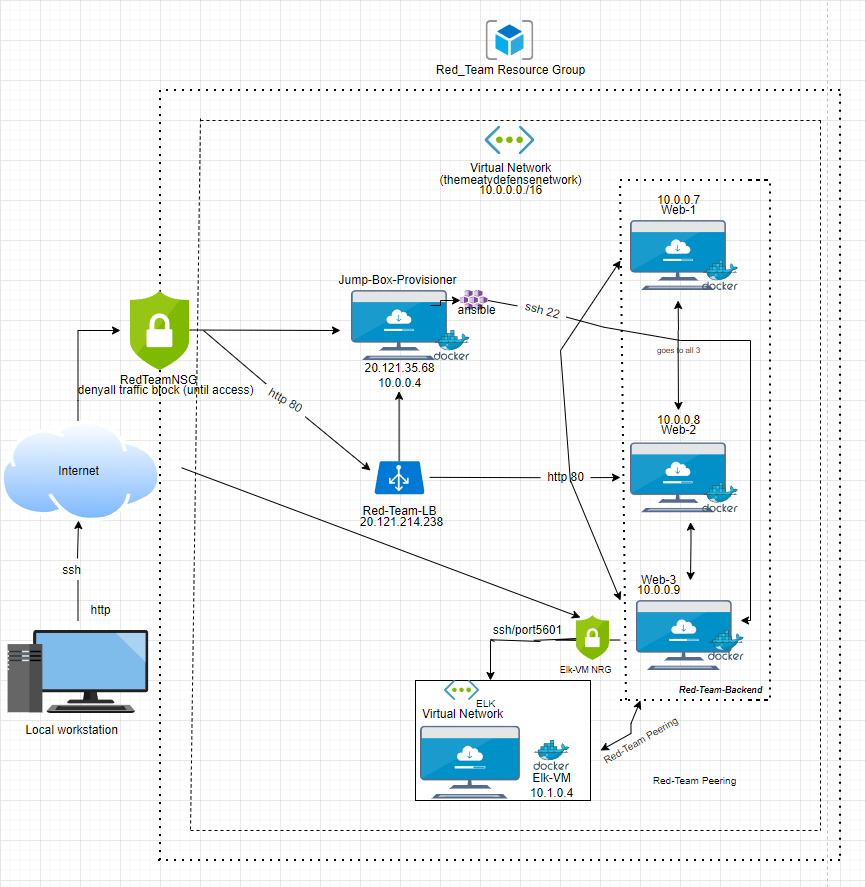 Red_Team Resource Group
Virtual Network
(themeatydefensenetwork)
10.0.0.0./16
10.0.0.7
Web-1
docker
Jump-Box-Provisioner
ansible
ssh 22
docker
20.121.35.68
10.0.0.4
goes to all 3
RedTeamNSG
denyall traffic block (until access)
http 80
10.0.0.8
Web-2
docker
Internet
http 80
Red-Team-LB
20.121.214.238
ssh
http
Web-3
10.0.0.9
docker
ssh/port5601
Elk-VM NRG
Red-Team-Backend
ELK
Virtual Network
Local workstation
Red-Team Peering
docker
Elk-VM
10.1.0.4
Red-Team Peering